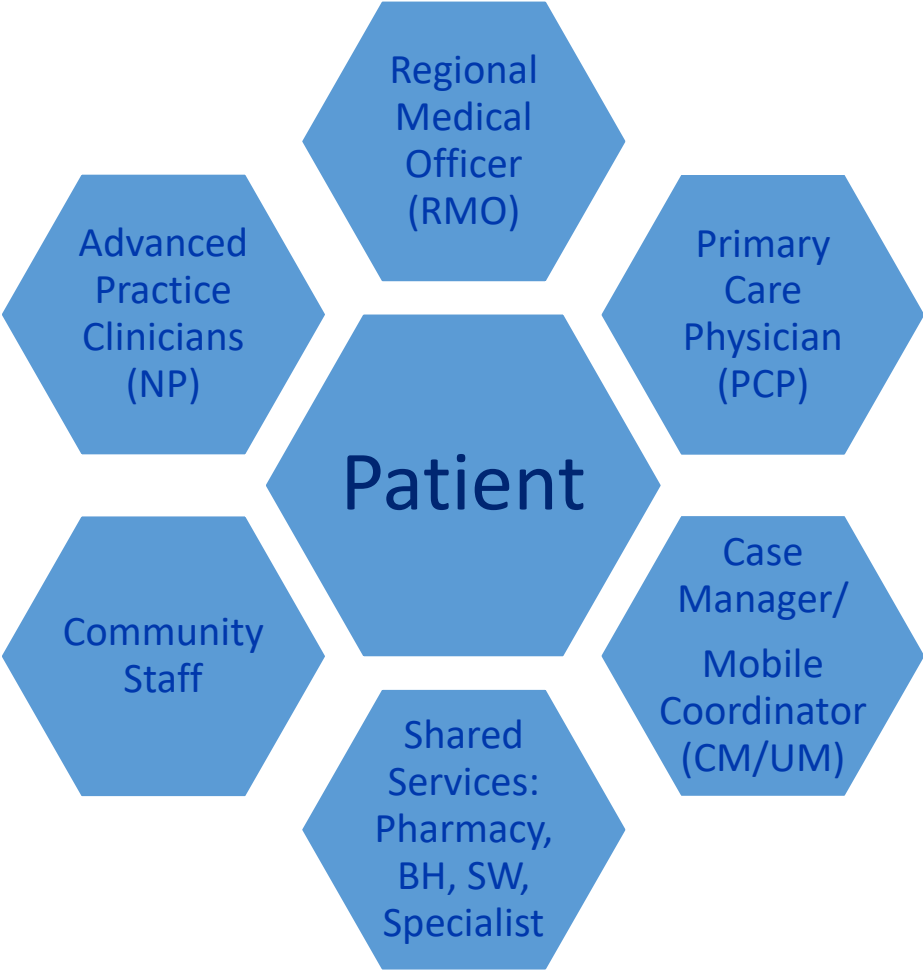 Regional
Medical
Officer
(RMO)
Advanced
Practice
Clinicians
(NP)
Primary
Care
Physician
(PCP)
Patient
Community
Staff
Case
Manager/
Mobile
Coordinator
(CM/UM)
Shared
Services:
Pharmacy,
BH, SW,
Specialist